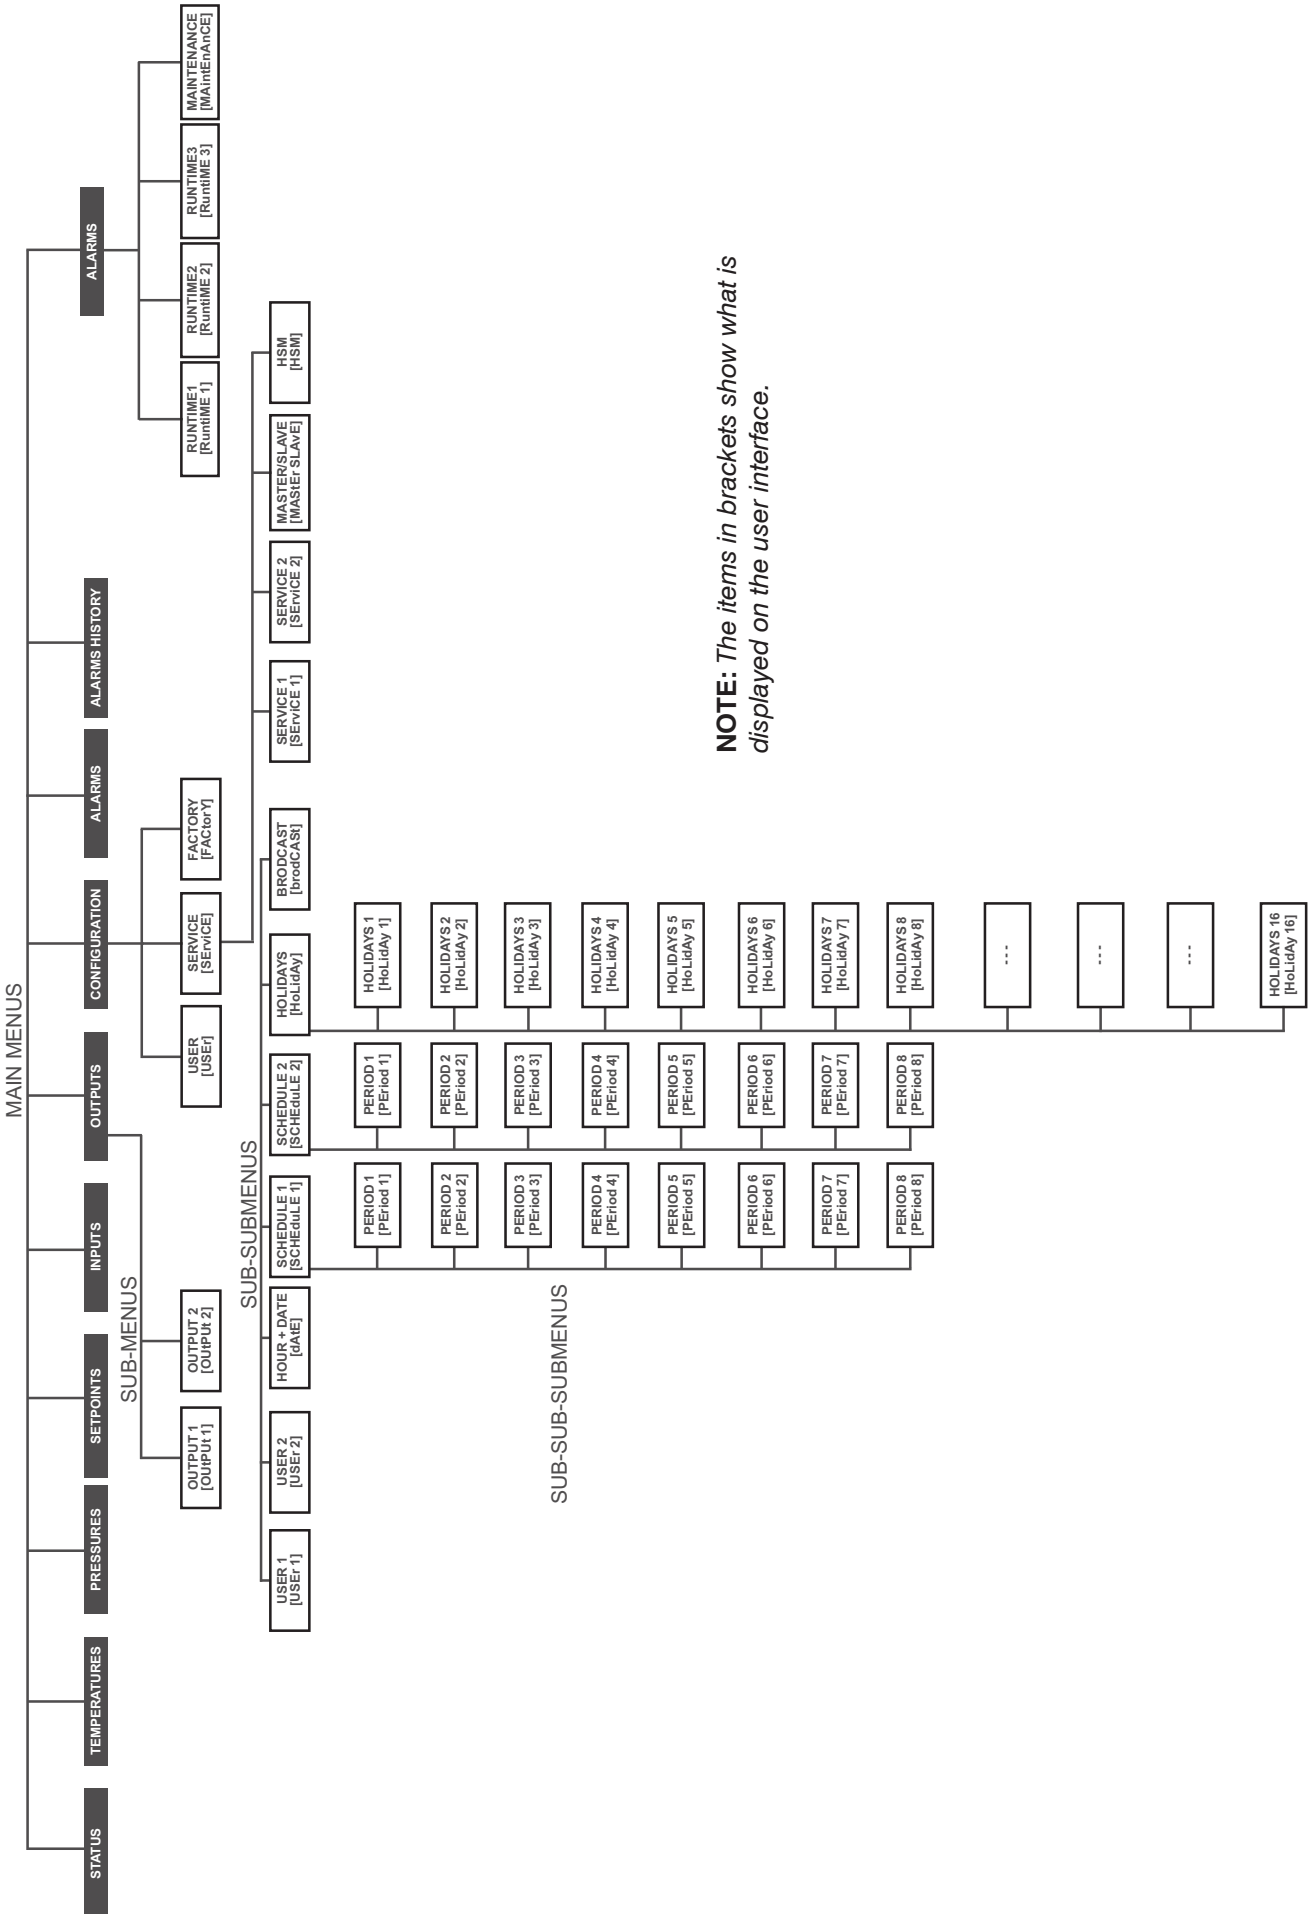 MAIN MENUS
STATUS
TEMPERATURES
PRESSURES
SETPOINTS
INPUTS
OUTPUTS
CONFIGURATION
ALARMS
ALARMS HISTORY
ALARMS
SUB-MENUS
OUTPUT 1
[OUtPUt 1]
OUTPUT 2
[OUtPUt 2]
USER
[USEr]
SERVICE
[SErviCE]
FACTORY
[FACtorY]
RUNTIME1
[RuntiME 1]
RUNTIME2
[RuntiME 2]
RUNTIME3
[RuntiME 3]
MAINTENANCE
[MAintEnAnCE]
SUB-SUBMENUS
USER 1
[USEr 1]
USER 2
[USEr 2]
HOUR + DATE
[dAtE]
SCHEDULE 1
[SCHEduLE 1]
SCHEDULE 2
[SCHEduLE 2]
HOLIDAYS
[HoLidAy]
BRODCAST
[brodCASt]
SERVICE 1
[SErviCE 1]
SERVICE 2
[SErviCE 2]
MASTER/SLAVE
[MAStEr SLAvE]
HSM
[HSM]
SUB-SUB-SUBMENUS
PERIOD 1
[PEriod 1]
PERIOD 2
[PEriod 2]
PERIOD 3
[PEriod 3]
PERIOD 4
[PEriod 4]
PERIOD 5
[PEriod 5]
PERIOD 6
[PEriod 6]
PERIOD 7
[PEriod 7]
PERIOD 8
[PEriod 8]
PERIOD 1
[PEriod 1]
PERIOD 2
[PEriod 2]
PERIOD 3
[PEriod 3]
PERIOD 4
[PEriod 4]
PERIOD 5
[PEriod 5]
PERIOD 6
[PEriod 6]
PERIOD 7
[PEriod 7]
PERIOD 8
[PEriod 8]
HOLIDAYS 1
[HoLidAy 1]
HOLIDAYS 2
[HoLidAy 2]
HOLIDAYS 3
[HoLidAy 3]
HOLIDAYS 4
[HoLidAy 4]
HOLIDAYS 5
[HoLidAy 5]
HOLIDAYS 6
[HoLidAy 6]
HOLIDAYS 7
[HoLidAy 7]
HOLIDAYS 8
[HoLidAy 8]
---
---
---
HOLIDAYS 16
[HoLidAy 16]
NOTE: The items in brackets show what is
displayed on the user interface.